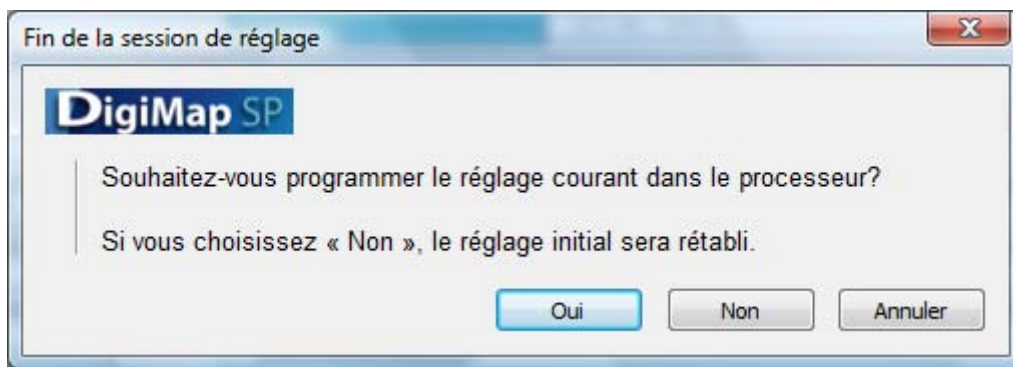 Fin de la session de réglage
DigiMap SP
Souhaitez-vous programmer le réglage courant dans le processeur?
Si vous choisissez « Non », le réglage initial sera rétabli.
Oui Non Annuler